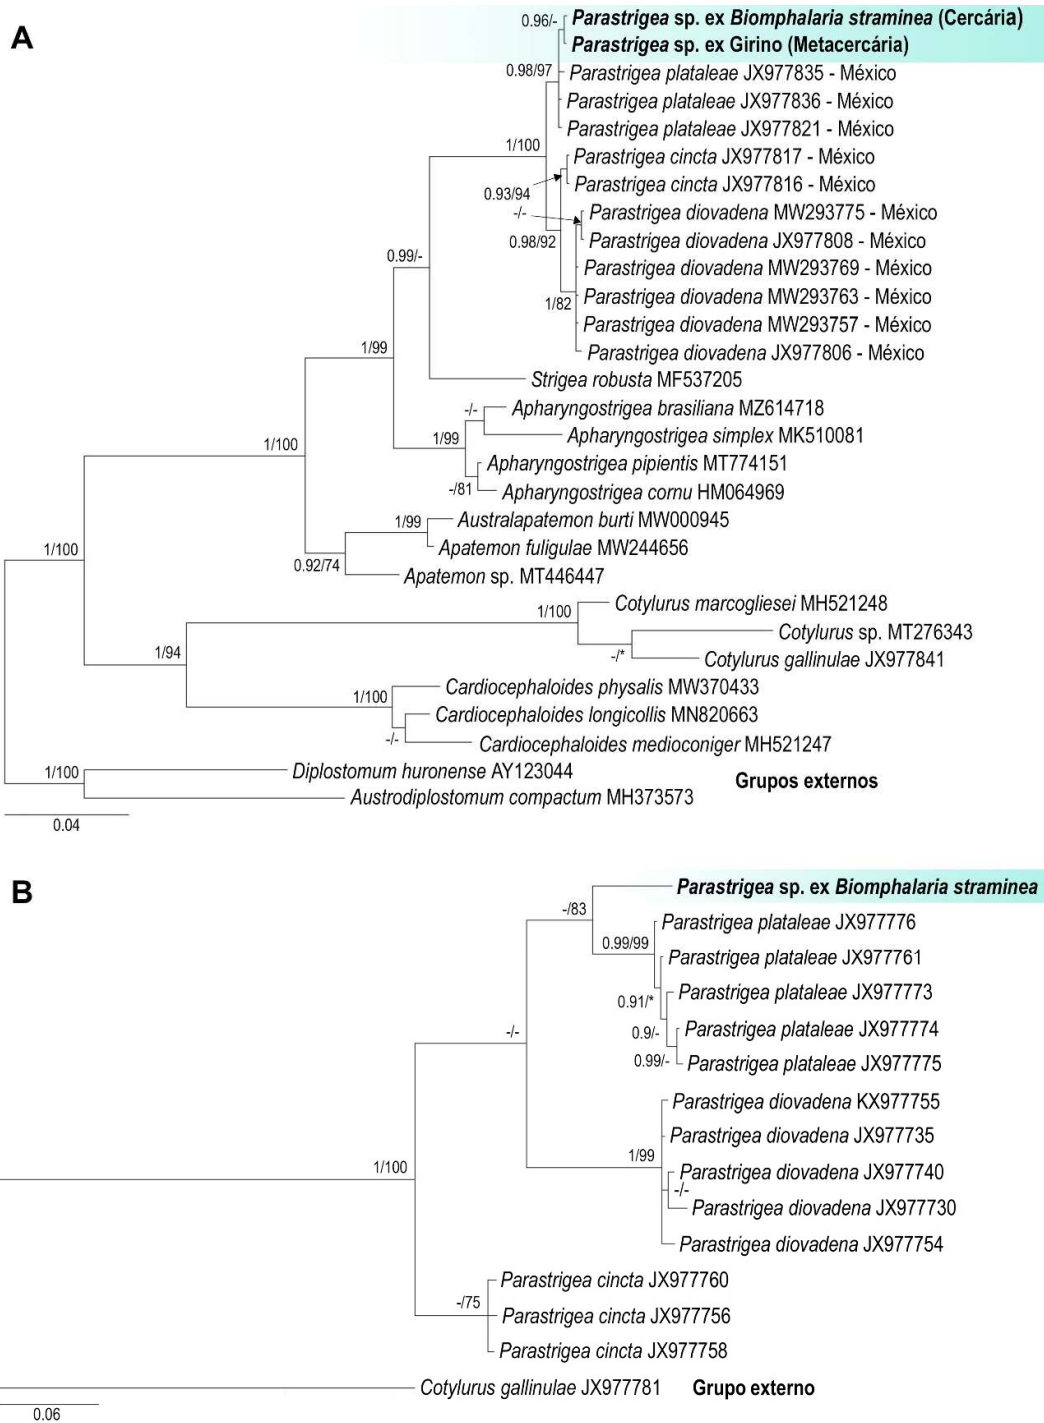 A
0.96/-
Parastrigea sp. ex Biomphalaria straminea (Cercária)
Parastrigea sp. ex Girino (Metacercária)
0.98/97
Parastrigea plataleae JX977835 - México
Parastrigea plataleae JX977836 - México
Parastrigea plataleae JX977821 - México
1/100
Parastrigea cincta JX977817 - México
0.93/94
Parastrigea cincta JX977816 - México
-/-
Parastrigea diovadena MW293775 - México
0.98/92
Parastrigea diovadena JX977808 - México
0.99/-
Parastrigea diovadena MW293769 - México
Parastrigea diovadena MW293763 - México
1/82
Parastrigea diovadena MW293757 - México
1/99
Parastrigea diovadena JX977806 - México
Strigea robusta MF537205
-/-
Apharyngostrigea brasiliana MZ614718
1/99
Apharyngostrigea simplex MK510081
1/100
Apharyngostrigea pipientis MT774151
-/81
Apharyngostrigea cornu HM064969
1/99
Australapatemon burti MW000945
1/100
Apatemon fuligulae MW244656
0.92/74
Apatemon sp. MT446447
1/100
Cotylurus marcogliesei MH521248
Cotylurus sp. MT276343
1/94
-/*
Cotylurus gallinulae JX977841
1/100
Cardiocephaloides physalis MW370433
Cardiocephaloides longicollis MN820663
-/-
Cardiocephaloides medioconiger MH521247
1/100
Diplostomum huronense AY123044
Grupos externos
Austrodiplostomum compactum MH373573
0.04
B
Parastrigea sp. ex Biomphalaria straminea
-/83
Parastrigea plataleae JX977776
0.99/99
Parastrigea plataleae JX977761
0.91/*
Parastrigea plataleae JX977773
-/-
0.9/-
Parastrigea plataleae JX977774
0.99/-
Parastrigea plataleae JX977775
Parastrigea diovadena KX977755
Parastrigea diovadena JX977735
1/99
1/100
Parastrigea diovadena JX977740
-/-
Parastrigea diovadena JX977730
Parastrigea diovadena JX977754
Parastrigea cincta JX977760
-/75
Parastrigea cincta JX977756
Parastrigea cincta JX977758
Cotylurus gallinulae JX977781
Grupo externo
0.06